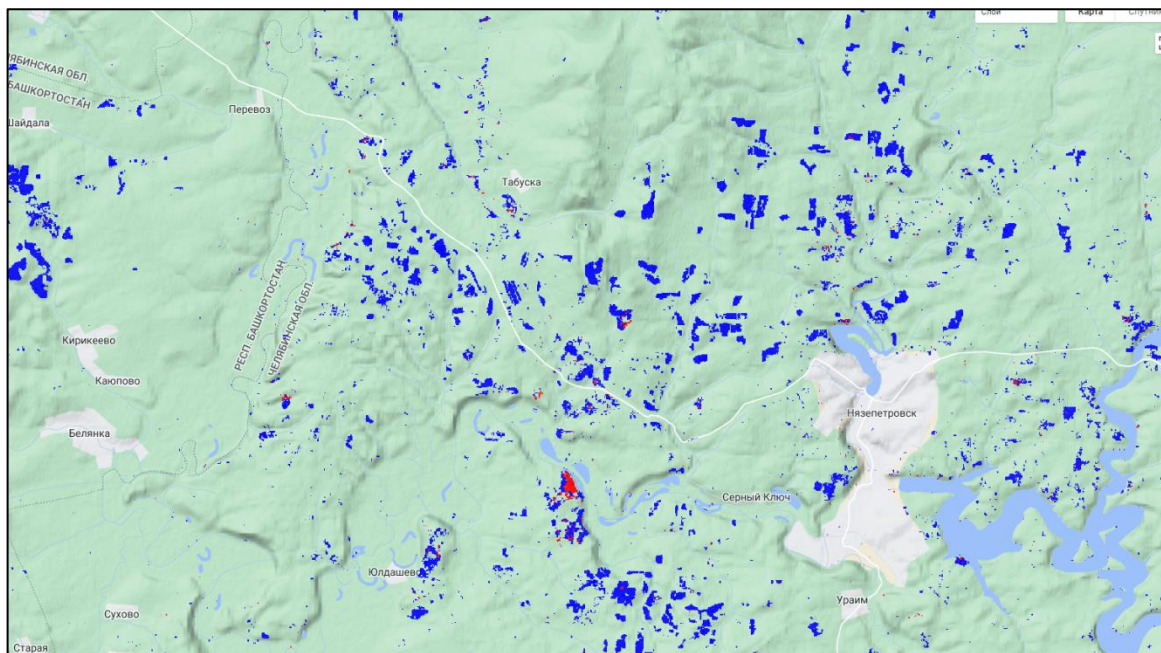 Слои
Карта
Спутник
ЯБИНСКАЯ ОБЛ.
БАШКОРТОСТАН
Перевоз
Шайдала
Табуска
РЕСП. БАШКОРТОСТАН
ЧЕЛЯБИНСКАЯ ОБЛ.
Кирикеево
Каюпово
Белянка
Нязепетровск
Серный Ключ
Юлдашево
Сухово
Ураим
Старая